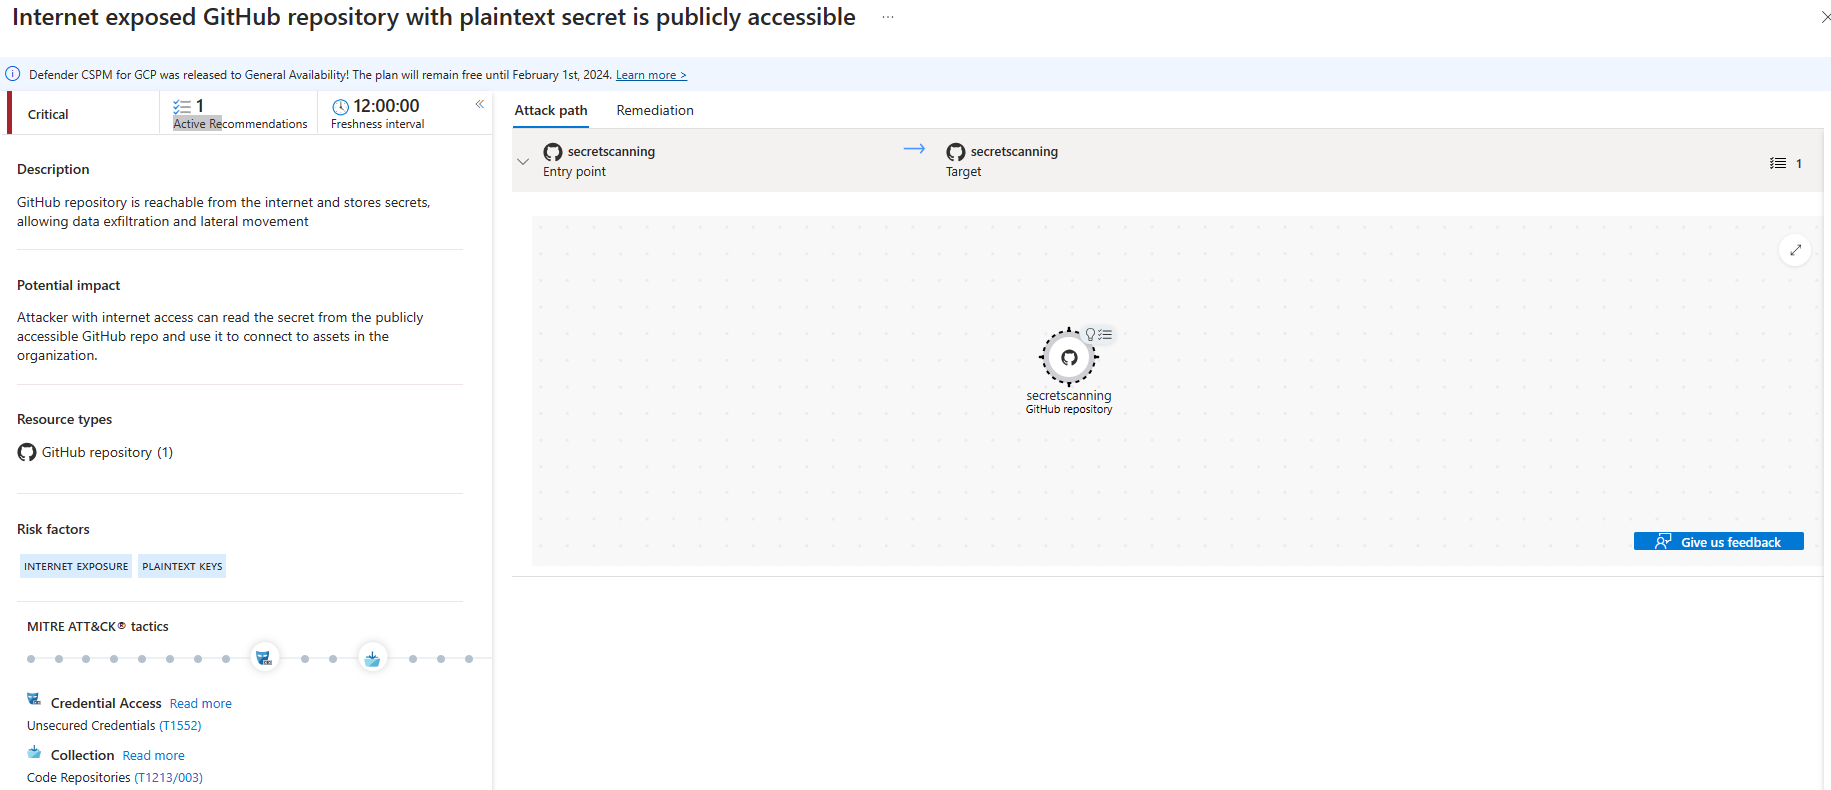 Internet exposed GitHub repository with plaintext secret is publicly accessible ...
Defender CSPM for GCP was released to General Availability! The plan will remain free until February 1st, 2024. Learn more >
Critical
1
Active Recommendations
12:00:00
Freshness interval
Description
GitHub repository is reachable from the internet and stores secrets,
allowing data exfiltration and lateral movement
Potential impact
Attacker with internet access can read the secret from the publicly
accessible GitHub repo and use it to connect to assets in the
organization.
Resource types
GitHub repository (1)
Risk factors
INTERNET EXPOSURE PLAINTEXT KEYS
MITRE ATT&CK® tactics
Credential Access Read more
Unsecured Credentials (T1552)
Collection Read more
Code Repositories (T1213/003)
Attack path Remediation
secretscanning
Entry point
secretscanning
Target
1
secretscanning
GitHub repository
Give us feedback